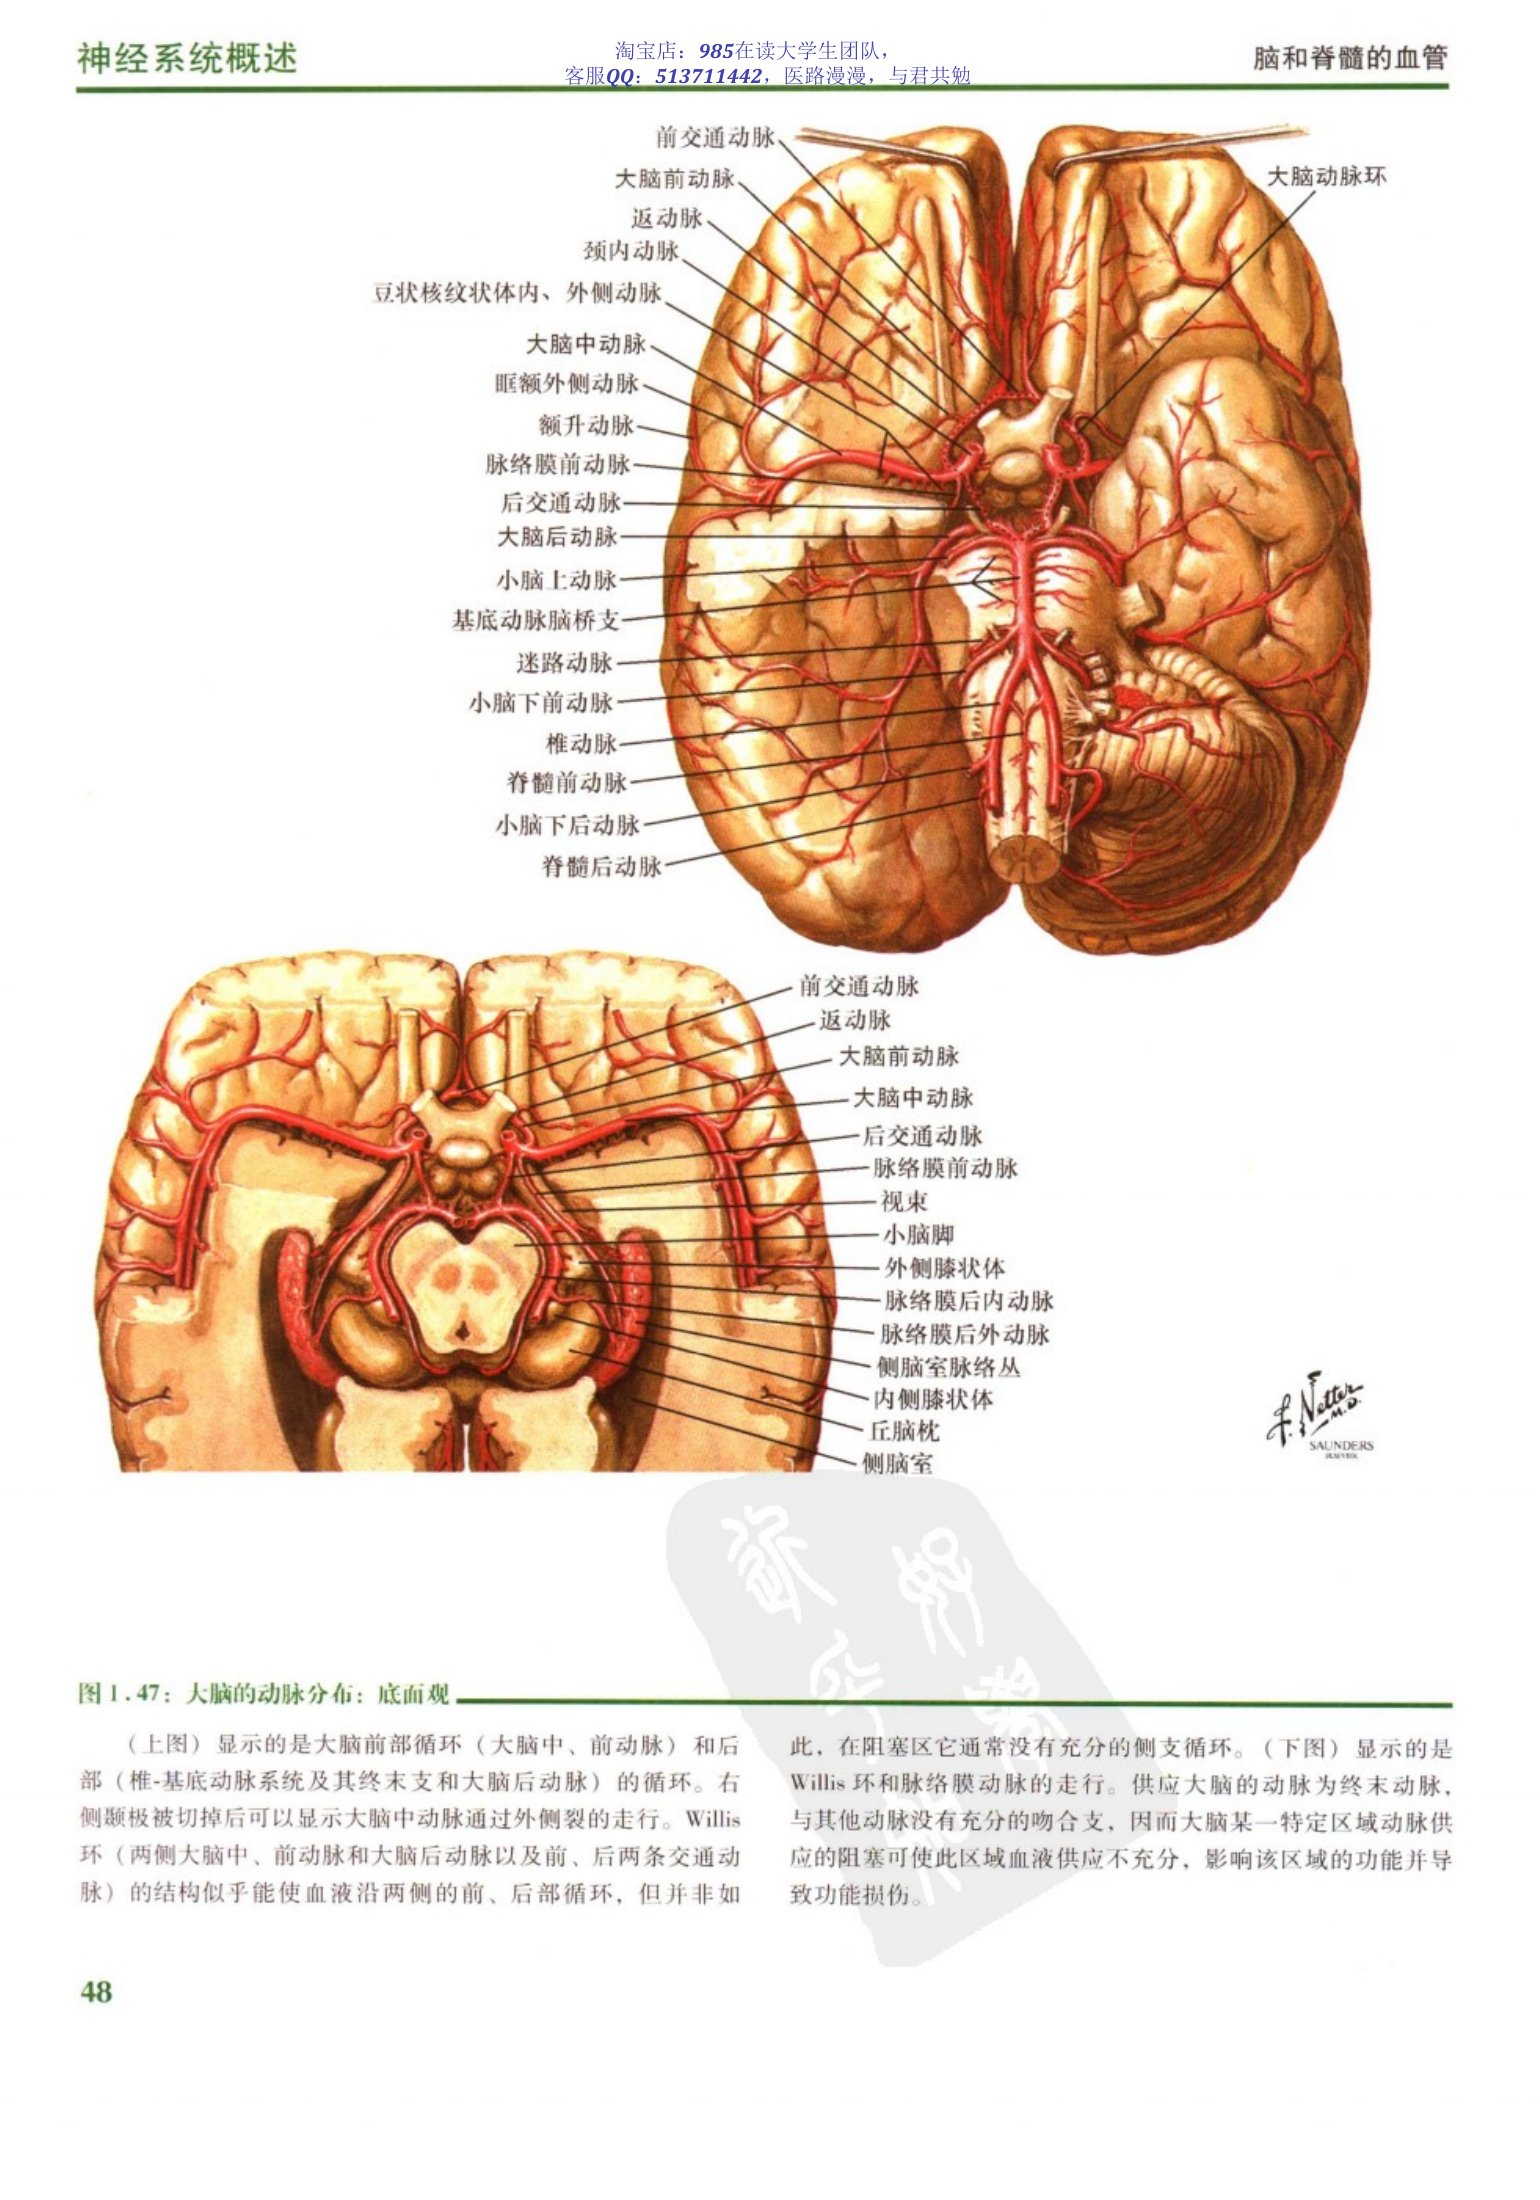 神经系统概述
淘宝店：985在读大学生团队，
客服QQ：513711442，医路漫漫，与君共勉
脑和脊髓的血管
前交通动脉
大脑前动脉
返动脉
颈内动脉
豆状核纹状体内、外侧动脉
大脑中动脉
眶额外侧动脉
额升动脉
脉络膜前动脉
后交通动脉
大脑后动脉
小脑上动脉
基底动脉脑桥支
迷路动脉
小脑下前动脉
椎动脉
脊髓前动脉
小脑下后动脉
脊髓后动脉
大脑动脉环
前交通动脉
返动脉
大脑前动脉
大脑中动脉
后交通动脉
脉络膜前动脉
视束
小脑脚
外侧膝状体
脉络膜后内动脉
脉络膜后外动脉
侧脑室脉络丛
内侧膝状体
丘脑枕
侧脑室
F. Netter
M.D.
SAUNDERS
ELSEVIER
图 1.47：大脑的动脉分布：底面观
（上图）显示的是大脑前部循环（大脑中、前动脉）和后
部（椎-基底动脉系统及其终末支和大脑后动脉）的循环。右
侧颞极被切掉后可以显示大脑中动脉通过外侧裂的走行。Willis
环（两侧大脑中、前动脉和大脑后动脉以及前、后两条交通动
脉）的结构似乎能使血液沿两侧的前、后部循环，但并非如
此，在阻塞区它通常没有充分的侧支循环。（下图）显示的是
Willis 环和脉络膜动脉的走行。供应大脑的动脉为终末动脉，
与其他动脉没有充分的吻合支，因而大脑某一特定区域动脉供
应的阻塞可使此区域血液供应不充分，影响该区域的功能并导
致功能损伤。
48